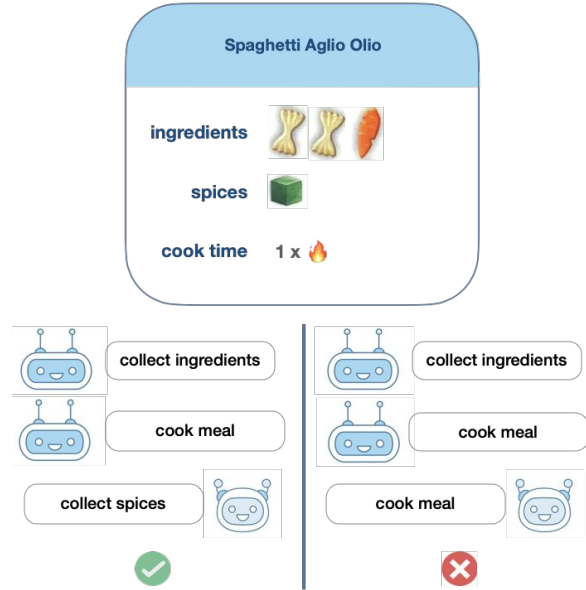 Spaghetti Aglio Olio
ingredients
spices
cook time 1 x
collect ingredients
cook meal
collect spices
collect ingredients
cook meal
cook meal